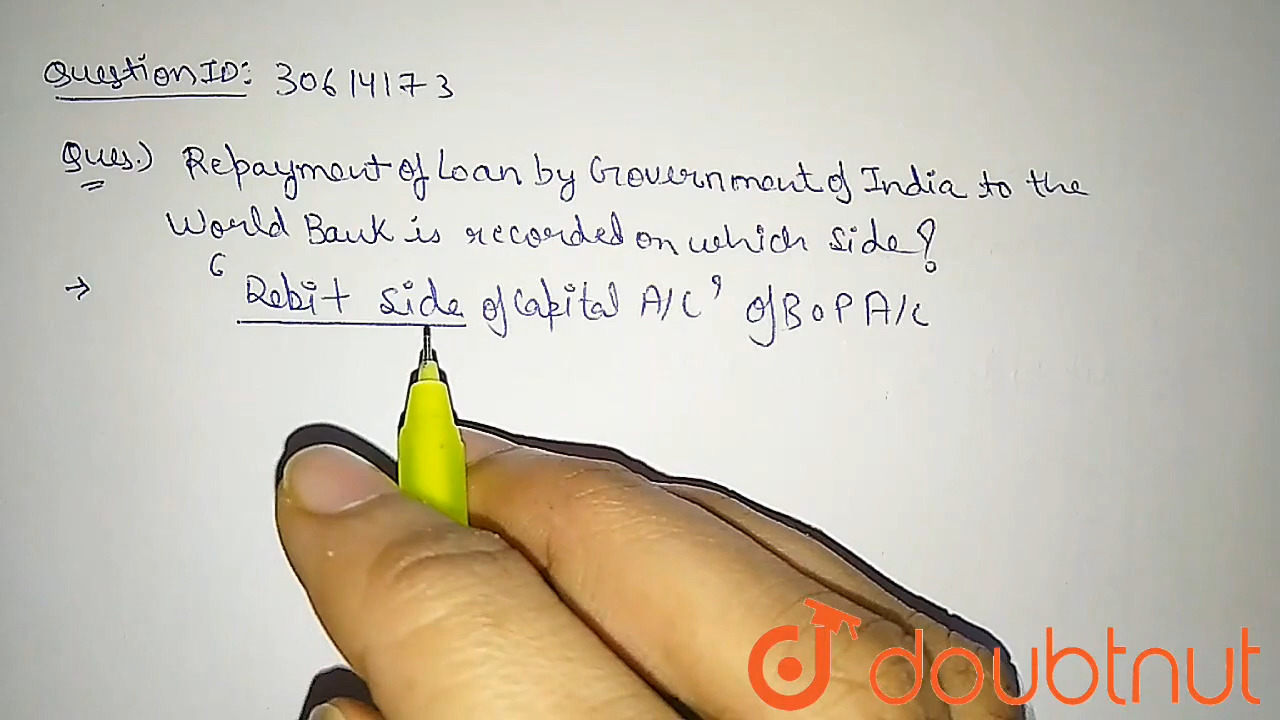 Question ID: 30614173
Ques.) Repayment of Loan by Government of India to the
World Bank is recorded on which side?
→ ‘Debit side of Capital A/C’ of BOP A/c
doubtnut